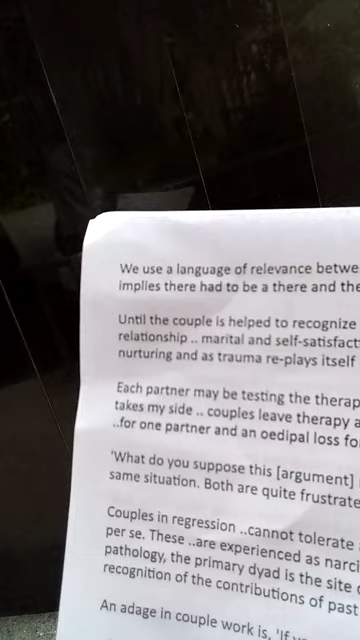 We use a language of relevance betwe
implies there had to be a there and the
Until the couple is helped to recognize
relationship .. marital and self-satisfact
nurturing and as trauma re-plays itself
Each partner may be testing the therap
takes my side .. couples leave therapy a
..for one partner and an oedipal loss fo
'What do you suppose this [argument]
same situation. Both are quite frustrate
Couples in regression ..cannot tolerate
per se. These ..are experienced as narci
pathology, the primary dyad is the site
recognition of the contributions of past
An adage in couple work is, 'If